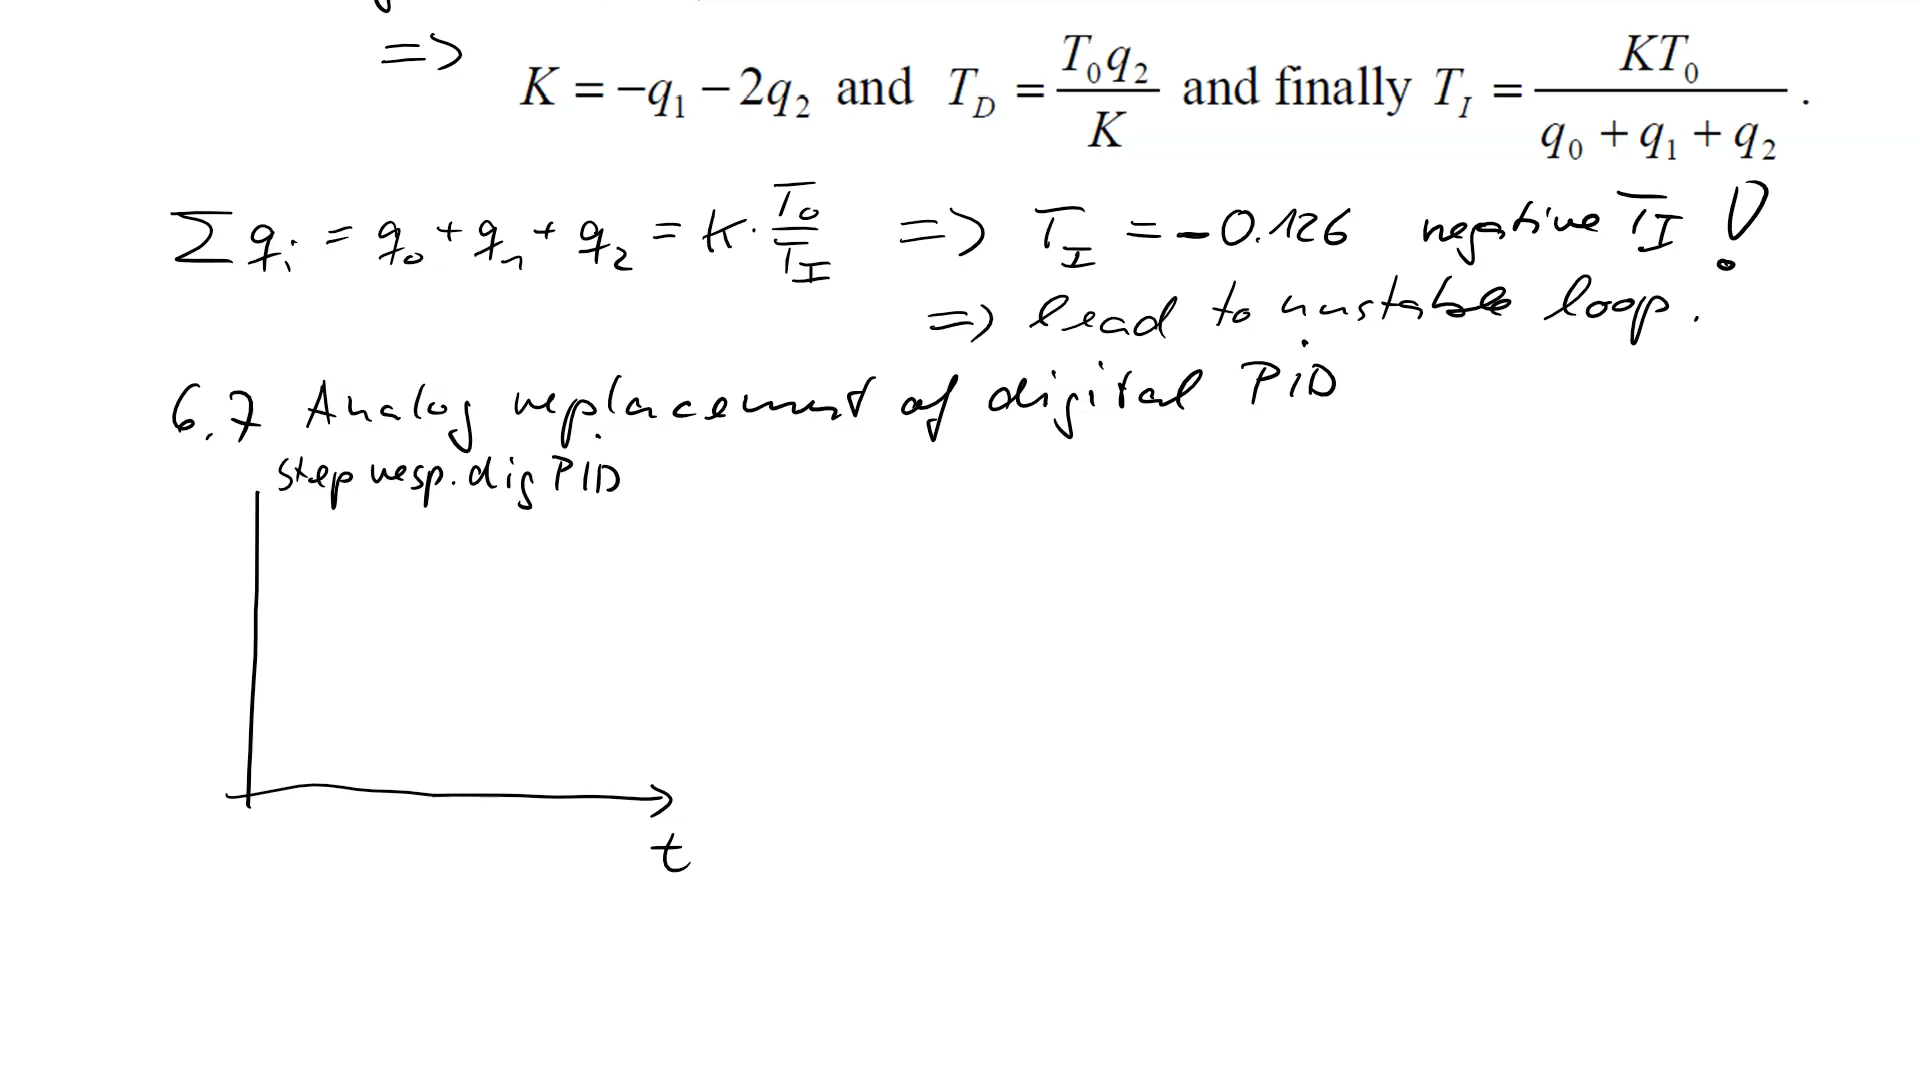 => K = −q₁ − 2q₂ and T_D = T₀q₂ / K and finally T_I = KT₀ / (q₀ + q₁ + q₂) .
∑ qᵢ = q₀ + q₁ + q₂ = K · T₀ / T_I => T_I = −0.126 negative T_I !
=> lead to unstable loop.
6.7 Analog replacement of digital PID
step resp. dig PID
t